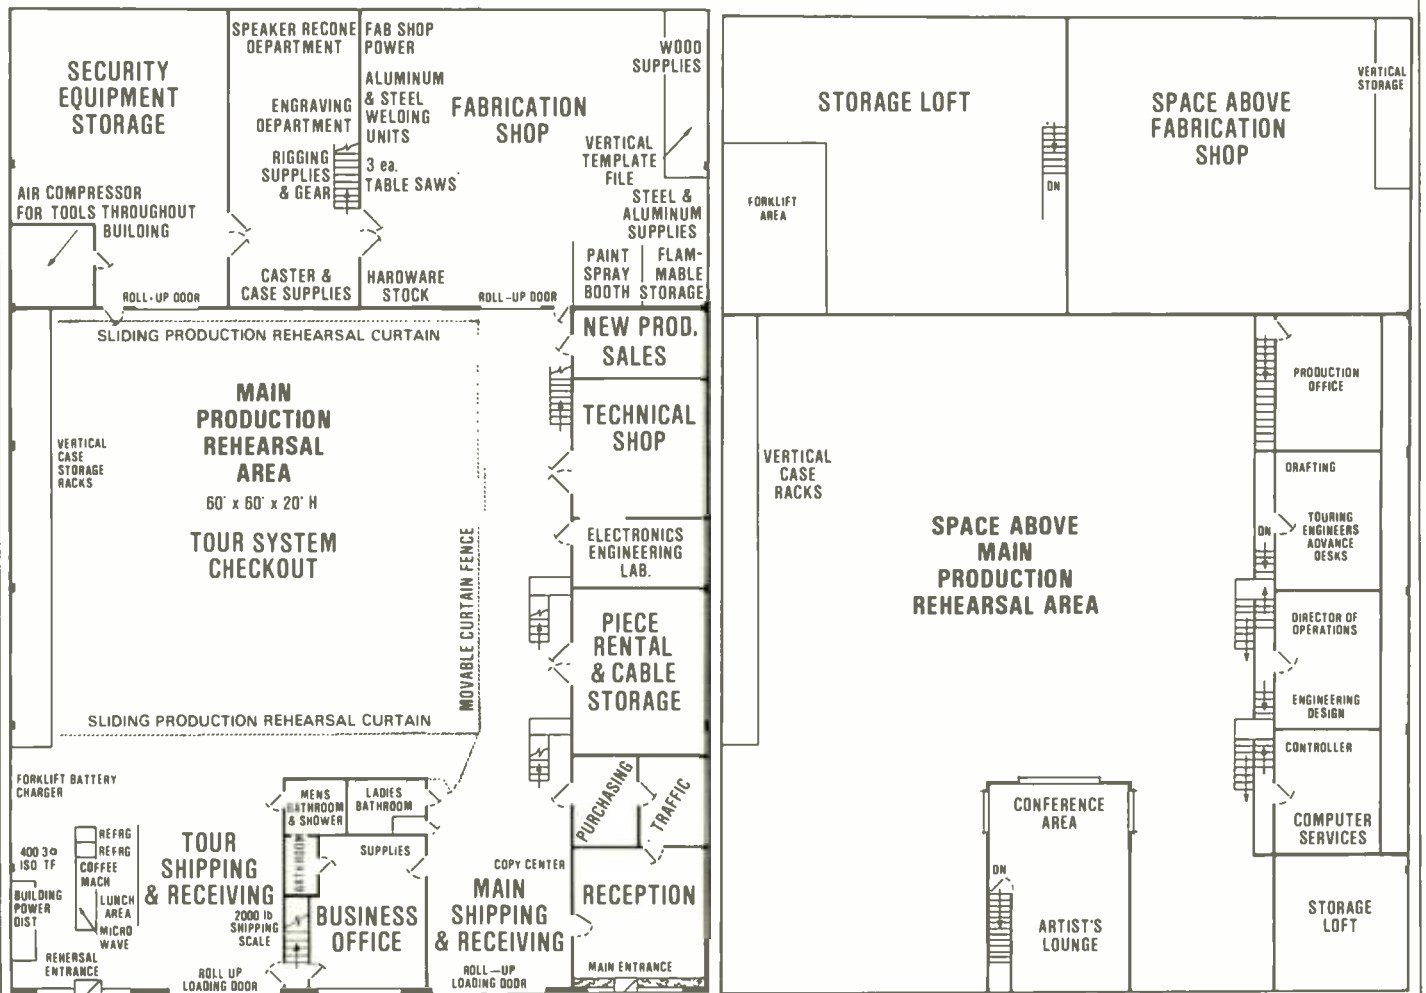 SECURITY
EQUIPMENT
STORAGE
AIR COMPRESSOR
FOR TOOLS THROUGHOUT
BUILDING
ROLL-UP DOOR
SPEAKER RECONE
DEPARTMENT
ENGRAVING
DEPARTMENT
RIGGING
SUPPLIES
& GEAR
CASTER &
CASE SUPPLIES
FAB SHOP
POWER
ALUMINUM
& STEEL
WELDING
UNITS
3 ea.
TABLE SAWS
HARDWARE
STOCK
FABRICATION
SHOP
ROLL-UP DOOR
WOOD
SUPPLIES
VERTICAL
TEMPLATE
FILE
STEEL &
ALUMINUM
SUPPLIES
PAINT
SPRAY
BOOTH
FLAM-
MABLE
STORAGE
SLIDING PRODUCTION REHEARSAL CURTAIN
MAIN
PRODUCTION
REHEARSAL
AREA
60' x 60' x 20' H
TOUR SYSTEM
CHECKOUT
VERTICAL
CASE
STORAGE
RACKS
MOVABLE CURTAIN FENCE
SLIDING PRODUCTION REHEARSAL CURTAIN
NEW PROD.
SALES
TECHNICAL
SHOP
ELECTRONICS
ENGINEERING
LAB.
PIECE
RENTAL
& CABLE
STORAGE
PURCHASING
TRAFFIC
FORKLIFT BATTERY
CHARGER
REFRG
REFRG
COFFEE
MACH
LUNCH
AREA
MICRO
WAVE
400 3ø
ISO TF
BUILDING
POWER
DIST
REHERSAL
ENTRANCE
TOUR
SHIPPING
& RECEIVING
2000 lb
SHIPPING
SCALE
ROLL UP
LOADING DOOR
MENS
BATHROOM
& SHOWER
LADIES
BATHROOM
BATHROOM
SUPPLIES
BUSINESS
OFFICE
COPY CENTER
MAIN
SHIPPING
& RECEIVING
ROLL-UP
LOADING DOOR
RECEPTION
MAIN ENTRANCE
STORAGE LOFT
FORKLIFT
AREA
DN
SPACE ABOVE
FABRICATION
SHOP
VERTICAL
STORAGE
VERTICAL
CASE
RACKS
SPACE ABOVE
MAIN
PRODUCTION
REHEARSAL AREA
PRODUCTION
OFFICE
DRAFTING
TOURING
ENGINEERS
ADVANCE
DESKS
DN
DIRECTOR OF
OPERATIONS
ENGINEERING
DESIGN
CONTROLLER
COMPUTER
SERVICES
CONFERENCE
AREA
DN
ARTIST'S
LOUNGE
STORAGE
LOFT